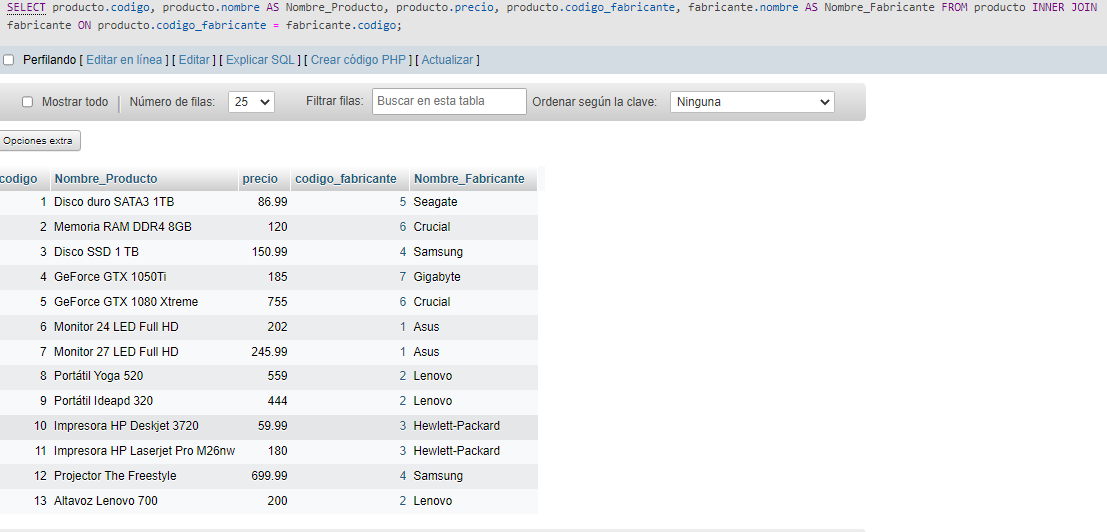 SELECT producto.codigo, producto.nombre AS Nombre_Producto, producto.precio, producto.codigo_fabricante, fabricante.nombre AS Nombre_Fabricante FROM producto INNER JOIN
fabricante ON producto.codigo_fabricante = fabricante.codigo;
Perfilando [ Editar en línea ] [ Editar ] [ Explicar SQL ] [ Crear código PHP ] [ Actualizar ]
Mostrar todo | Número de filas: 25 Filtrar filas: Buscar en esta tabla Ordenar según la clave: Ninguna
Opciones extra
codigo Nombre_Producto precio codigo_fabricante Nombre_Fabricante
1 Disco duro SATA3 1TB 86.99 5 Seagate
2 Memoria RAM DDR4 8GB 120 6 Crucial
3 Disco SSD 1 TB 150.99 4 Samsung
4 GeForce GTX 1050Ti 185 7 Gigabyte
5 GeForce GTX 1080 Xtreme 755 6 Crucial
6 Monitor 24 LED Full HD 202 1 Asus
7 Monitor 27 LED Full HD 245.99 1 Asus
8 Portátil Yoga 520 559 2 Lenovo
9 Portátil Ideapd 320 444 2 Lenovo
10 Impresora HP Deskjet 3720 59.99 3 Hewlett-Packard
11 Impresora HP Laserjet Pro M26nw 180 3 Hewlett-Packard
12 Projector The Freestyle 699.99 4 Samsung
13 Altavoz Lenovo 700 200 2 Lenovo